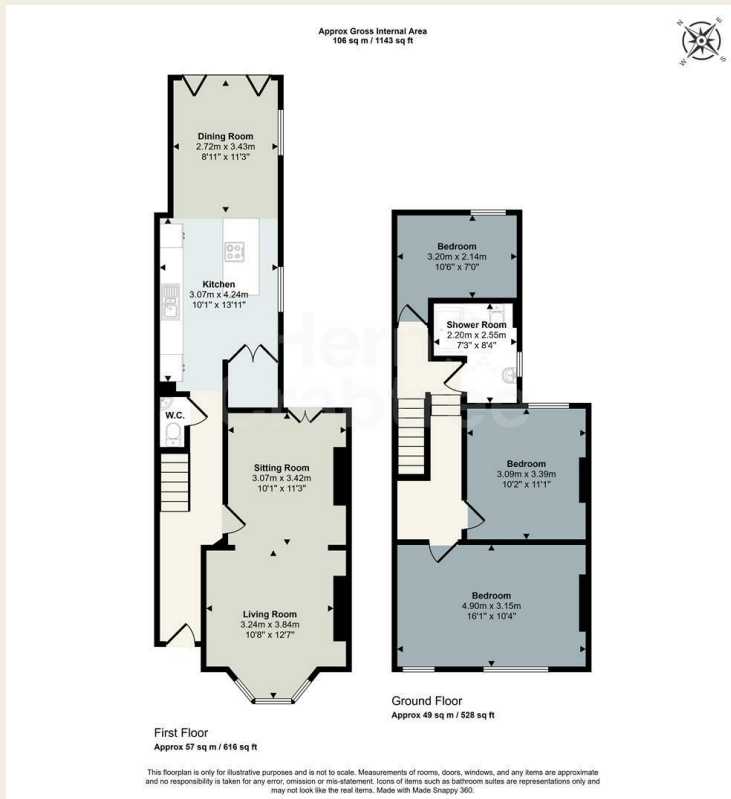 Approx Gross Internal Area
106 sq m / 1143 sq ft
N
E
W
S
Dining Room
2.72m x 3.43m
8'11" x 11'3"
Kitchen
3.07m x 4.24m
10'1" x 13'11"
W.C.
Sitting Room
3.07m x 3.42m
10'1" x 11'3"
Living Room
3.24m x 3.84m
10'8" x 12'7"
First Floor
Approx 57 sq m / 616 sq ft
Bedroom
3.20m x 2.14m
10'6" x 7'0"
Shower Room
2.20m x 2.55m
7'3" x 8'4"
Bedroom
3.09m x 3.39m
10'2" x 11'1"
Bedroom
4.90m x 3.15m
16'1" x 10'4"
Ground Floor
Approx 49 sq m / 528 sq ft
This floorplan is only for illustrative purposes and is not to scale. Measurements of rooms, doors, windows, and any items are approximate
and no responsibility is taken for any error, omission or mis-statement. Icons of items such as bathroom suites are representations only and
may not look like the real items. Made with Made Snappy 360.